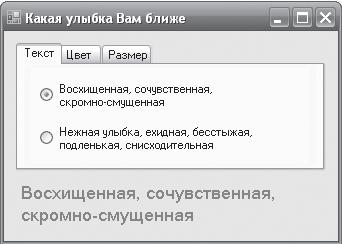 Какая улыбка Вам ближе
Текст Цвет Размер
Восхищенная, сочувственная,
скромно-смущенная
Нежная улыбка, ехидная, бесстыжая,
подленькая, снисходительная
Восхищенная, сочувственная,
скромно-смущенная